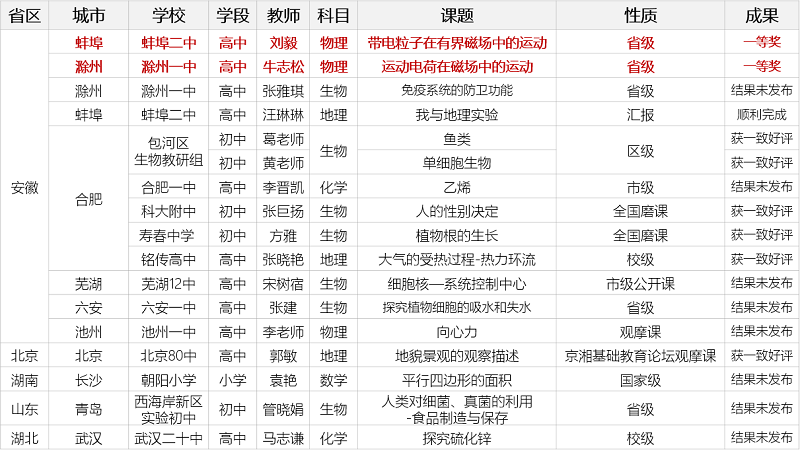 省区 城市 学校 学段 教师 科目 课题 性质 成果
蚌埠 蚌埠二中 高中 刘毅 物理 带电粒子在有界磁场中的运动 省级 一等奖
滁州 滁州一中 高中 牛志松 物理 运动电荷在磁场中的运动 省级 一等奖
滁州 滁州一中 高中 张雅琪 生物 免疫系统的防卫功能 省级 结果未发布
蚌埠 蚌埠二中 高中 汪琳琳 地理 我与地理实验 汇报 顺利完成
安徽 合肥 包河区
生物教研组 初中 葛老师 生物 鱼类 区级 获一致好评
初中 黄老师 单细胞生物 获一致好评
合肥一中 高中 李晋凯 化学 乙烯 市级 结果未发布
科大附中 初中 张巨扬 生物 人的性别决定 全国磨课 获一致好评
寿春中学 初中 方雅 生物 植物根的生长 全国磨课 获一致好评
铭传高中 高中 张晓艳 地理 大气的受热过程-热力环流 校级 获一致好评
芜湖 芜湖12中 高中 宋树宿 生物 细胞核—系统控制中心 市级公开课 结果未发布
六安 六安一中 高中 张建 生物 探究植物细胞的吸水和失水 省级 结果未发布
池州 池州一中 高中 李老师 物理 向心力 观摩课 结果未发布
北京 北京 北京80中 高中 郭敏 地理 地貌景观的观察描述 京湘基础教育论坛观摩课 获一致好评
湖南 长沙 朝阳小学 小学 袁艳 数学 平行四边形的面积 国家级 结果未发布
山东 青岛 西海岸新区
实验初中 初中 管晓娟 生物 人类对细菌、真菌的利用
-食品制造与保存 省级 结果未发布
湖北 武汉 武汉二十中 高中 马志谦 化学 探究硫化锌 校级 结果未发布